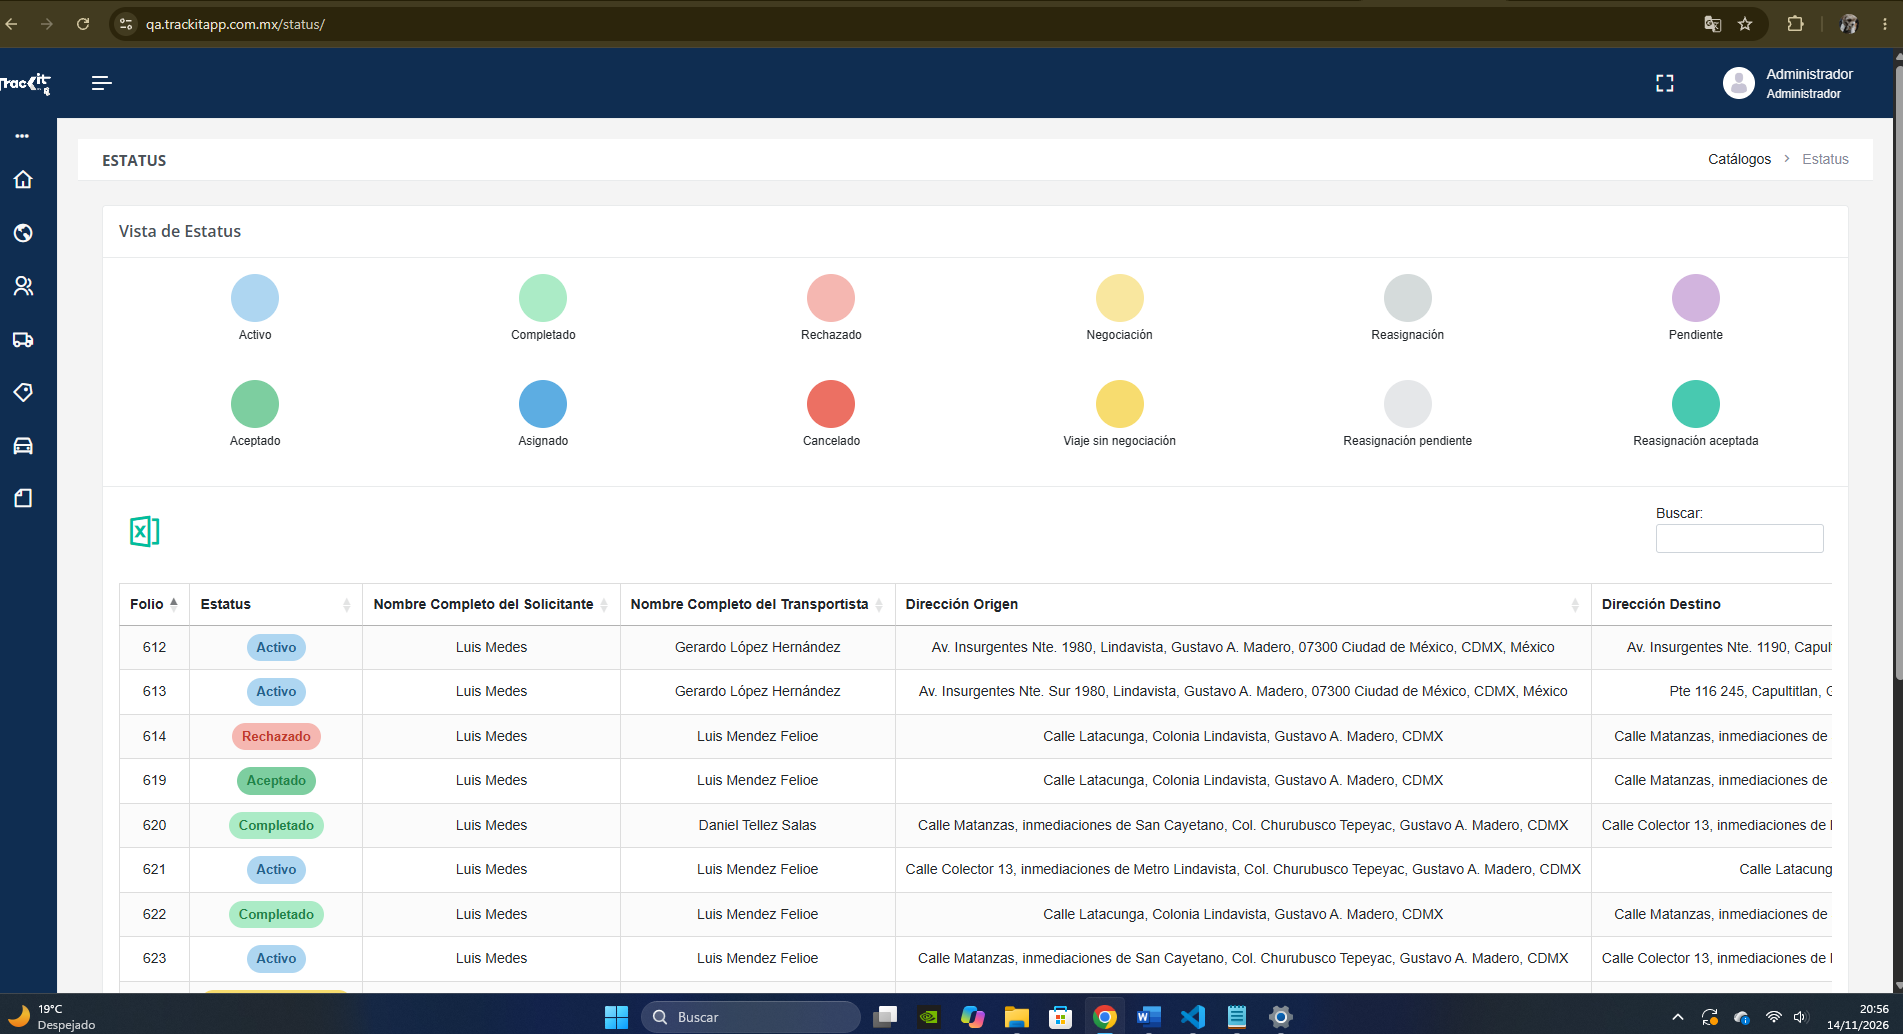 qa.trackitapp.com.mx/status/
Trackit
Administrador
Administrador
ESTATUS
Catálogos > Estatus
Vista de Estatus
Activo
Completado
Rechazado
Negociación
Reasignación
Pendiente
Aceptado
Asignado
Cancelado
Viaje sin negociación
Reasignación pendiente
Reasignación aceptada
Buscar:
Folio Estatus Nombre Completo del Solicitante Nombre Completo del Transportista Dirección Origen Dirección Destino
612 Activo Luis Medes Gerardo López Hernández Av. Insurgentes Nte. 1980, Lindavista, Gustavo A. Madero, 07300 Ciudad de México, CDMX, México Av. Insurgentes Nte. 1190, Capul
613 Activo Luis Medes Gerardo López Hernández Av. Insurgentes Nte. Sur 1980, Lindavista, Gustavo A. Madero, 07300 Ciudad de México, CDMX, México Pte 116 245, Capultitlan, G
614 Rechazado Luis Medes Luis Mendez Felioe Calle Latacunga, Colonia Lindavista, Gustavo A. Madero, CDMX Calle Matanzas, inmediaciones de
619 Aceptado Luis Medes Luis Mendez Felioe Calle Latacunga, Colonia Lindavista, Gustavo A. Madero, CDMX Calle Matanzas, inmediaciones de
620 Completado Luis Medes Daniel Tellez Salas Calle Matanzas, inmediaciones de San Cayetano, Col. Churubusco Tepeyac, Gustavo A. Madero, CDMX Calle Colector 13, inmediaciones de
621 Activo Luis Medes Luis Mendez Felioe Calle Colector 13, inmediaciones de Metro Lindavista, Col. Churubusco Tepeyac, Gustavo A. Madero, CDMX Calle Latacung
622 Completado Luis Medes Luis Mendez Felioe Calle Latacunga, Colonia Lindavista, Gustavo A. Madero, CDMX Calle Matanzas, inmediaciones de
623 Activo Luis Medes Luis Mendez Felioe Calle Matanzas, inmediaciones de San Cayetano, Col. Churubusco Tepeyac, Gustavo A. Madero, CDMX Calle Colector 13, inmediaciones de
19°C
Despejado
Buscar
20:56
14/11/2026